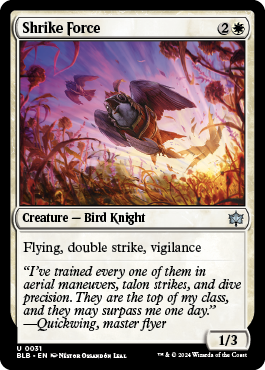 Shrike Force 2
Creature — Bird Knight
Flying, double strike, vigilance
“I’ve trained every one of them in
aerial maneuvers, talon strikes, and dive
precision. They are the top of my class,
and they may surpass me one day.”
—Quickwing, master flyer
1/3
U 0031
BLB • EN Néstor Ossandón Leal ™ & © 2024 Wizards of the Coast